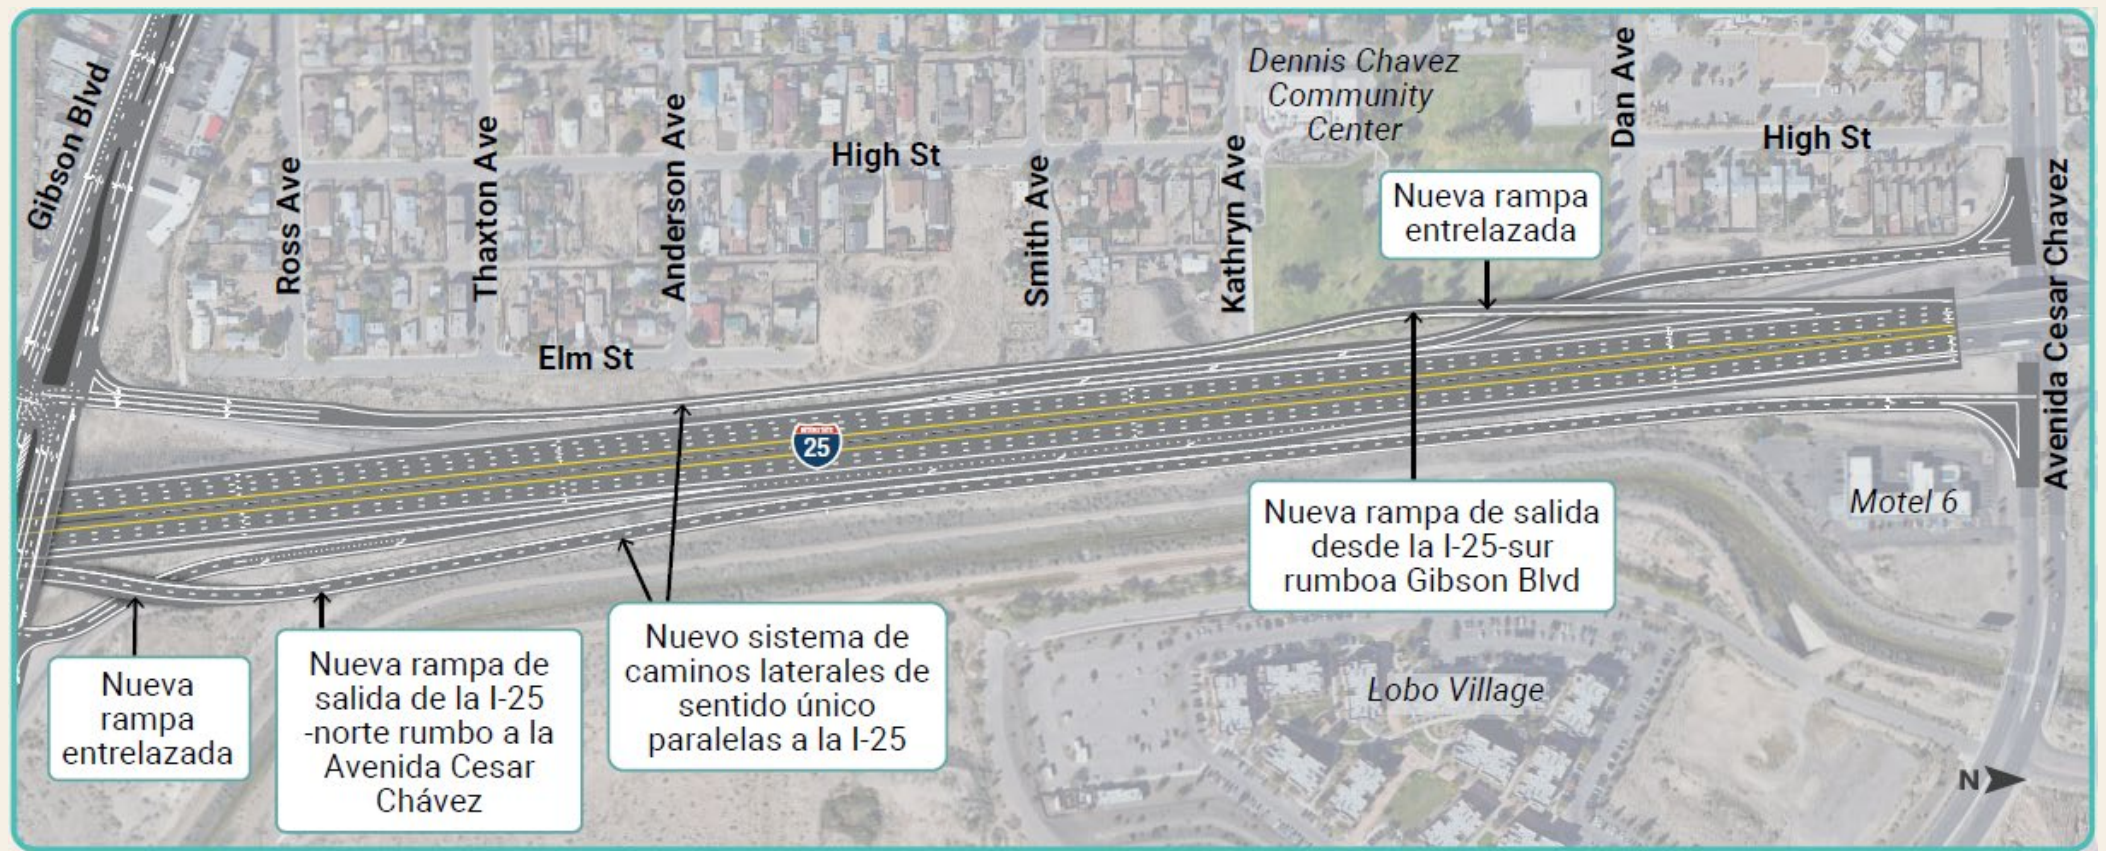 Gibson Blvd
Ross Ave
Thaxton Ave
Anderson Ave
High St
Smith Ave
Kathryn Ave
Dennis Chavez
Community
Center
Dan Ave
High St
Avenida Cesar Chavez
Nueva rampa
entrelazada
Elm St
INTERSTATE
25
Nueva rampa de salida
desde la I-25-sur
rumboa Gibson Blvd
Motel 6
Nueva
rampa
entrelazada
Nueva rampa de
salida de la I-25
-norte rumbo a la
Avenida Cesar
Chávez
Nuevo sistema de
caminos laterales de
sentido único
paralelas a la I-25
Lobo Village
N